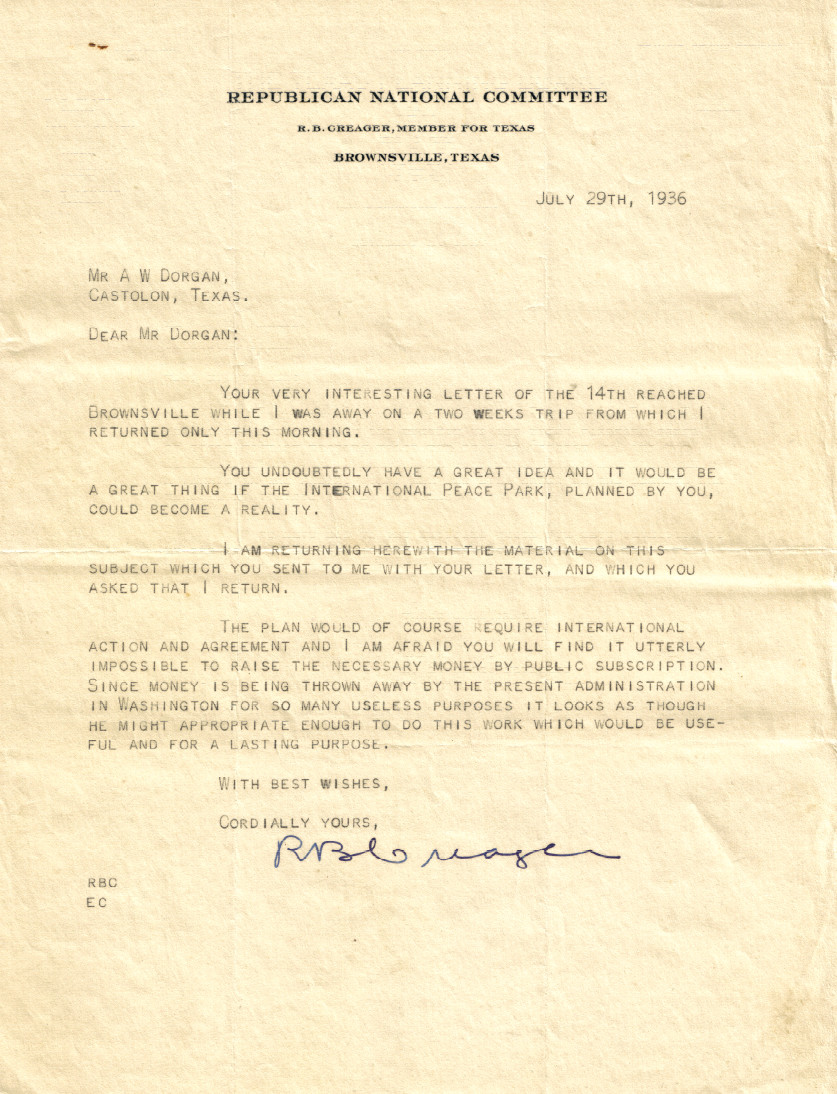 REPUBLICAN NATIONAL COMMITTEE
R. B. CREAGER, MEMBER FOR TEXAS
BROWNSVILLE, TEXAS
JULY 29TH, 1936
MR A W DORGAN,
CASTOLON, TEXAS.
DEAR MR DORGAN:
YOUR VERY INTERESTING LETTER OF THE 14TH REACHED
BROWNSVILLE WHILE I WAS AWAY ON A TWO WEEKS TRIP FROM WHICH I
RETURNED ONLY THIS MORNING.
YOU UNDOUBTEDLY HAVE A GREAT IDEA AND IT WOULD BE
A GREAT THING IF THE INTERNATIONAL PEACE PARK, PLANNED BY YOU,
COULD BECOME A REALITY.
I AM RETURNING HEREWITH THE MATERIAL ON THIS
SUBJECT WHICH YOU SENT TO ME WITH YOUR LETTER, AND WHICH YOU
ASKED THAT I RETURN.
THE PLAN WOULD OF COURSE REQUIRE INTERNATIONAL
ACTION AND AGREEMENT AND I AM AFRAID YOU WILL FIND IT UTTERLY
IMPOSSIBLE TO RAISE THE NECESSARY MONEY BY PUBLIC SUBSCRIPTION.
SINCE MONEY IS BEING THROWN AWAY BY THE PRESENT ADMINISTRATION
IN WASHINGTON FOR SO MANY USELESS PURPOSES IT LOOKS AS THOUGH
HE MIGHT APPROPRIATE ENOUGH TO DO THIS WORK WHICH WOULD BE USE-
FUL AND FOR A LASTING PURPOSE.
WITH BEST WISHES,
CORDIALLY YOURS,
RBCreager
RBC
EC